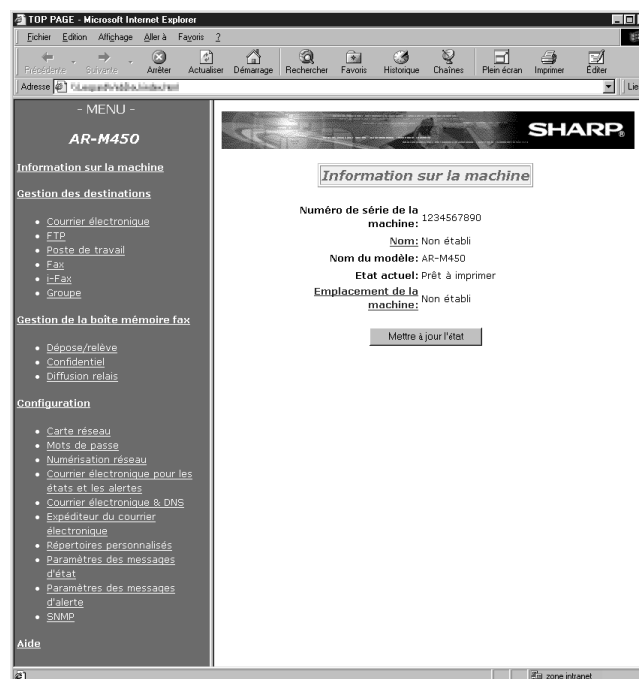 TOP PAGE - Microsoft Internet Explorer
Fichier Edition Affichage Aller à Favoris ?
Précédente Suivante Arrêter Actualiser Démarrage Rechercher Favoris Historique Chaînes Plein écran Imprimer Éditer
Adresse
Lie
- MENU -
AR-M450
Information sur la machine
Gestion des destinations
Courrier électronique
FTP
Poste de travail
Fax
i-Fax
Groupe
Gestion de la boîte mémoire fax
Dépose/relève
Confidentiel
Diffusion relais
Configuration
Carte réseau
Mots de passe
Numérisation réseau
Courrier électronique pour les
états et les alertes
Courrier électronique & DNS
Expéditeur du courrier
électronique
Répertoires personnalisés
Paramètres des messages
d'état
Paramètres des messages
d'alerte
SNMP
Aide
SHARP
Information sur la machine
Numéro de série de la
machine: 1234567890
Nom: Non établi
Nom du modèle: AR-M450
Etat actuel: Prêt à imprimer
Emplacement de la
machine: Non établi
Mettre à jour l'état
zone intranet